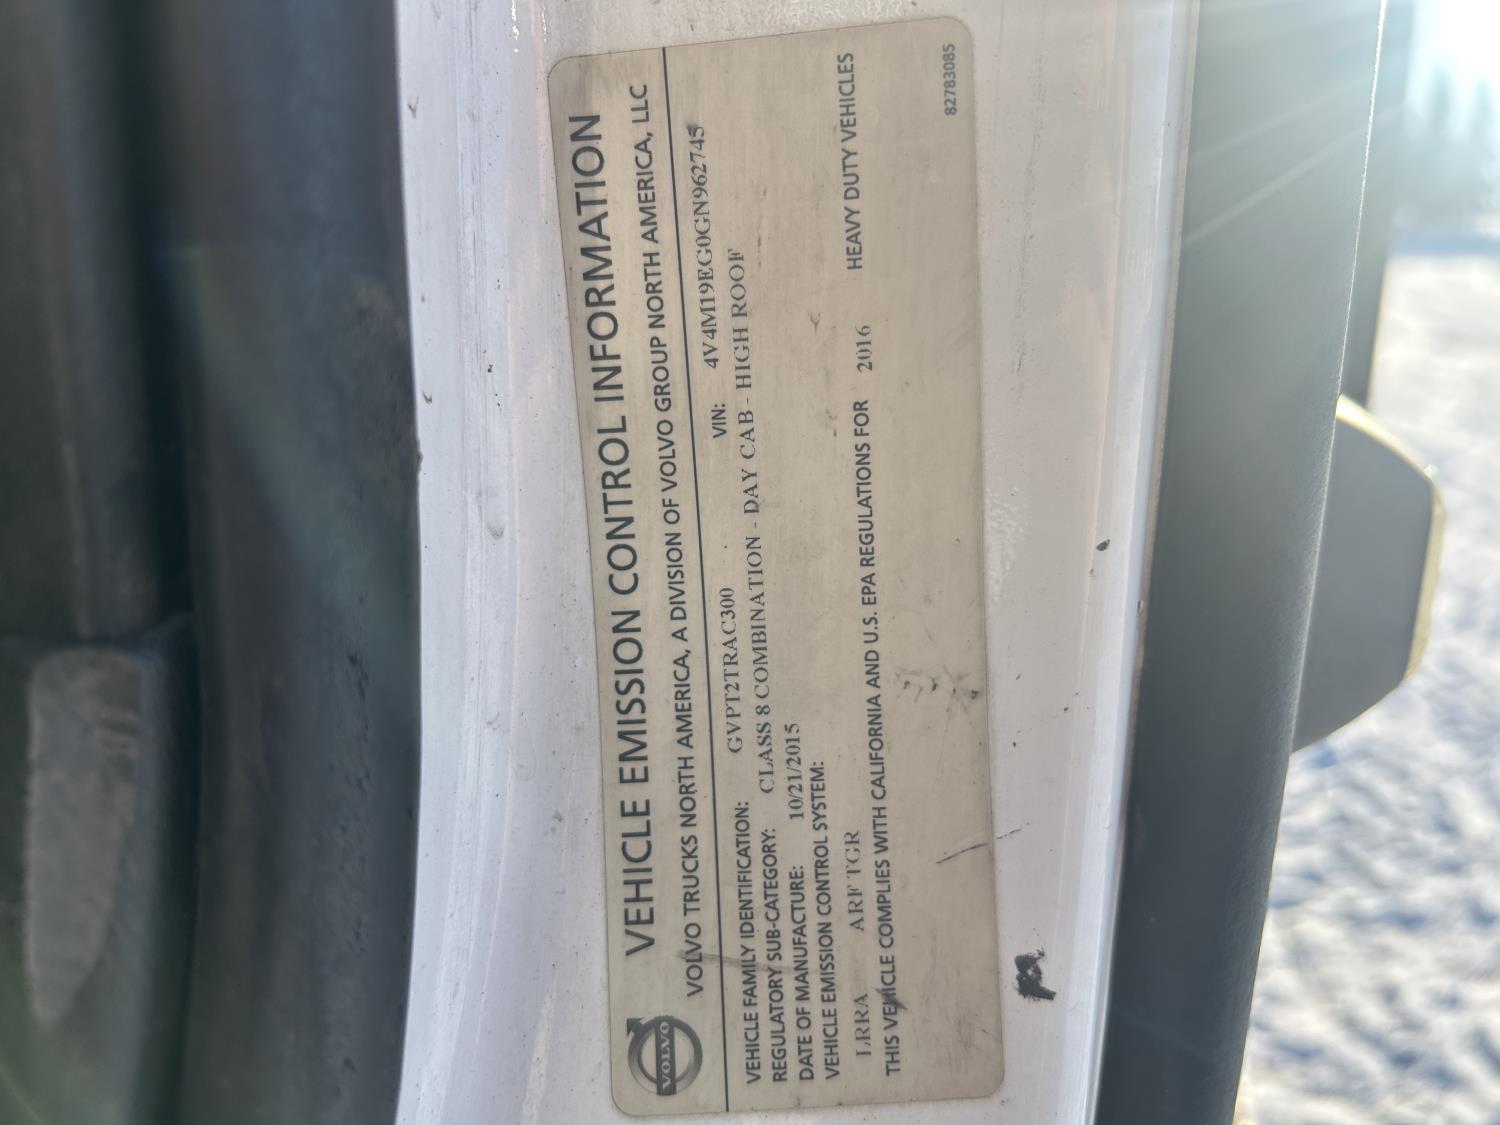 VOLVO
VEHICLE EMISSION CONTROL INFORMATION
VOLVO TRUCKS NORTH AMERICA, A DIVISION OF VOLVO GROUP NORTH AMERICA, LLC
VEHICLE FAMILY IDENTIFICATION: GVPT2TRAC300 VIN: 4V4M19EG0GN962745
REGULATORY SUB-CATEGORY: CLASS 8 COMBINATION - DAY CAB - HIGH ROOF
DATE OF MANUFACTURE: 10/21/2015
VEHICLE EMISSION CONTROL SYSTEM:
LRRA ARF TGR
THIS VEHICLE COMPLIES WITH CALIFORNIA AND U.S. EPA REGULATIONS FOR 2016 HEAVY DUTY VEHICLES
82783085